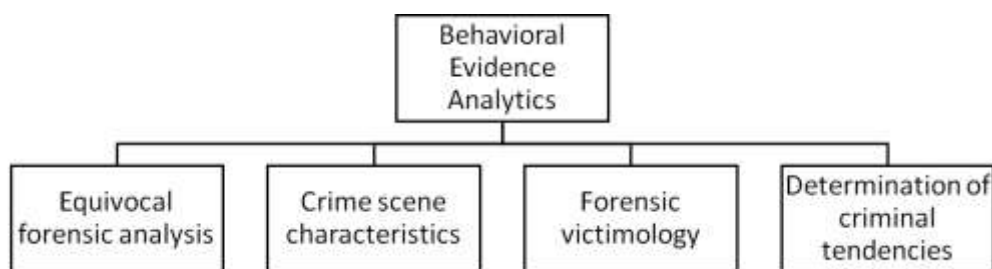 Behavioral
Evidence
Analytics
Equivocal
forensic analysis
Crime scene
characteristics
Forensic
victimology
Determination of
criminal
tendencies